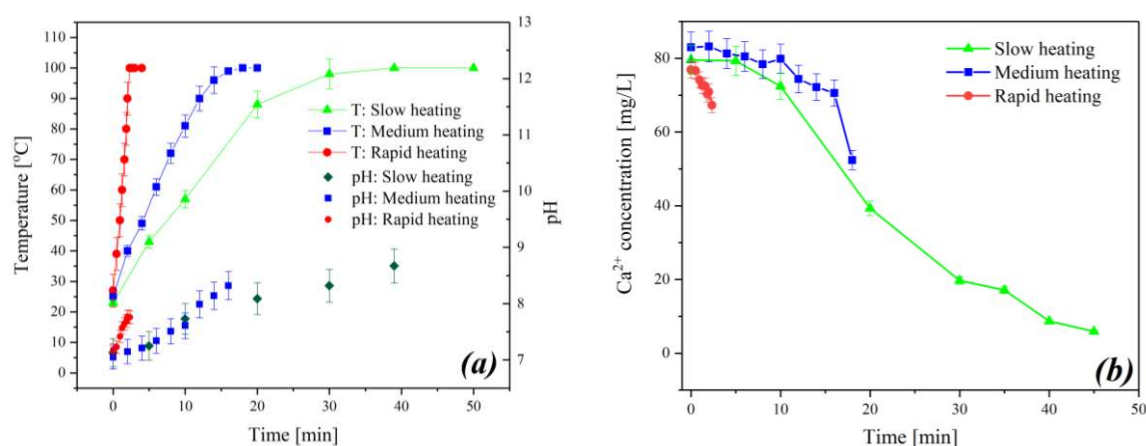 110
100
90
80
70
60
50
40
30
20
10
0
Temperature [°C]
13
12
11
10
9
8
7
pH
T: Slow heating
T: Medium heating
T: Rapid heating
pH: Slow heating
pH: Medium heating
pH: Rapid heating
(a)
0 10 20 30 40 50
Time [min]
80
60
40
20
0
Ca²⁺ concentration [mg/L]
Slow heating
Medium heating
Rapid heating
(b)
0 10 20 30 40 50
Time [min]